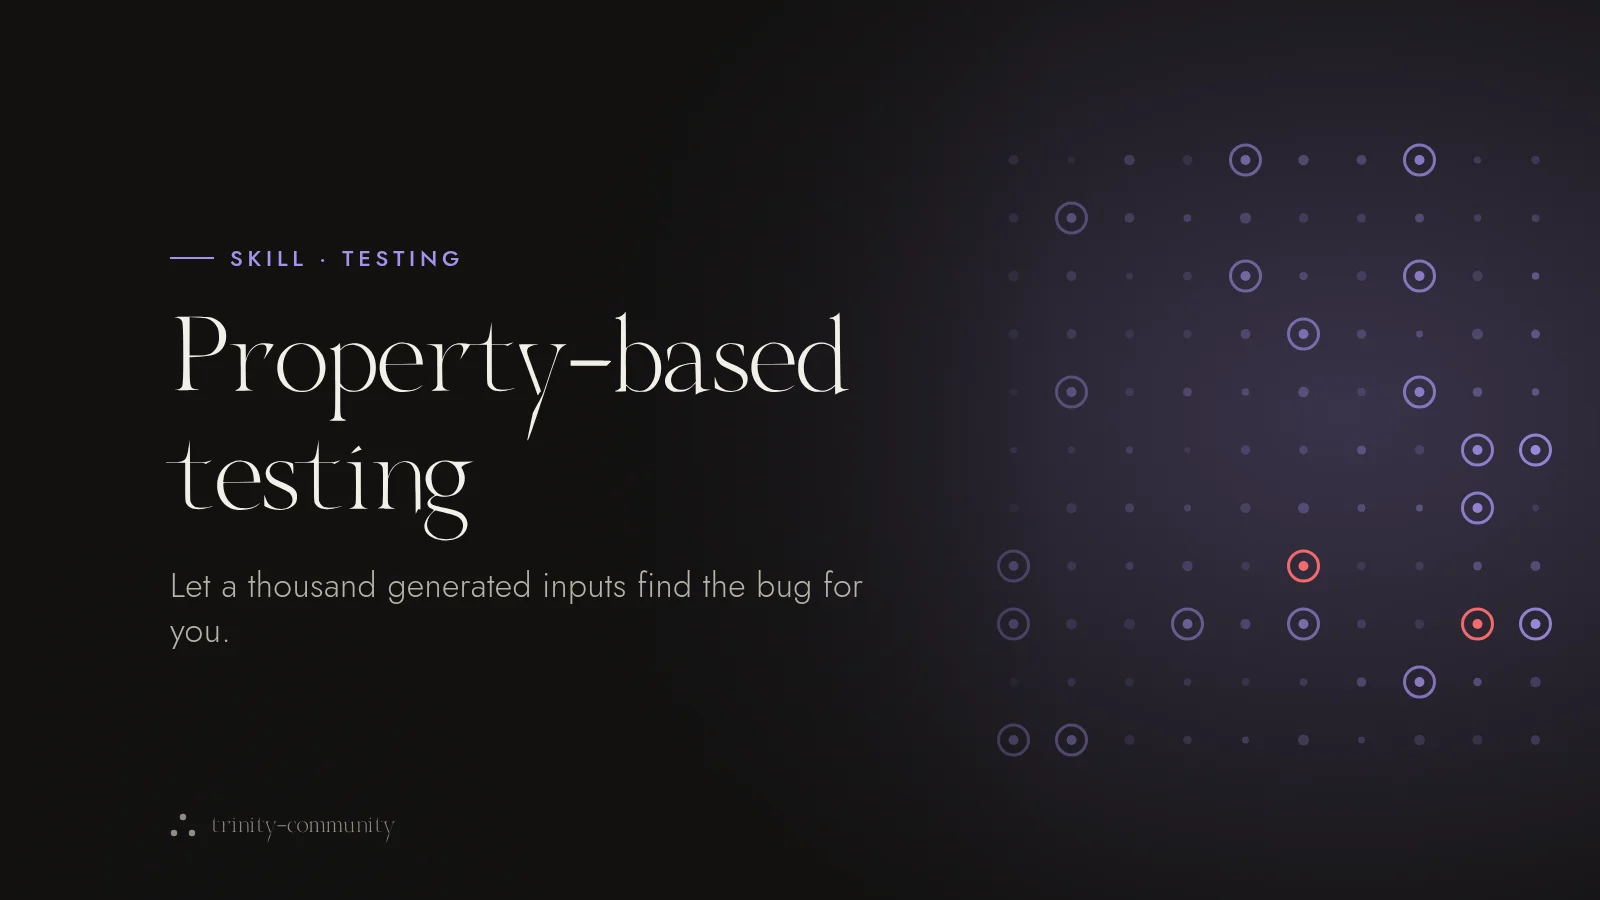 SKILL · TESTING
Property-based
testing
Let a thousand generated inputs find the bug for
you.
trinity-community